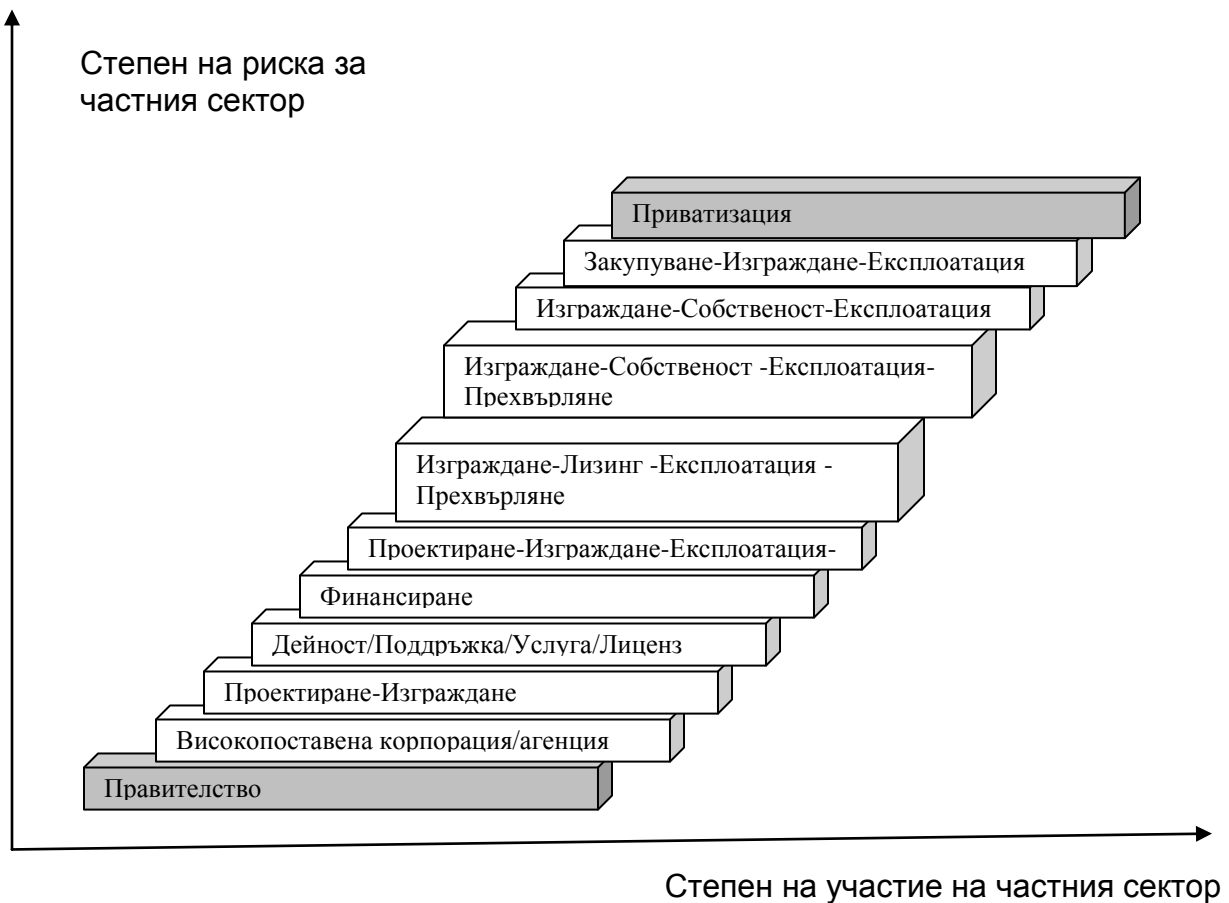 Степен на риска за
частния сектор
Приватизация
Закупуване-Изграждане-Експлоатация
Изграждане-Собственост-Експлоатация
Изграждане-Собственост -Експлоатация-
Прехвърляне
Изграждане-Лизинг -Експлоатация -
Прехвърляне
Проектиране-Изграждане-Експлоатация-
Финансиране
Дейност/Поддръжка/Услуга/Лиценз
Проектиране-Изграждане
Високопоставена корпорация/агенция
Правителство
Степен на участие на частния сектор